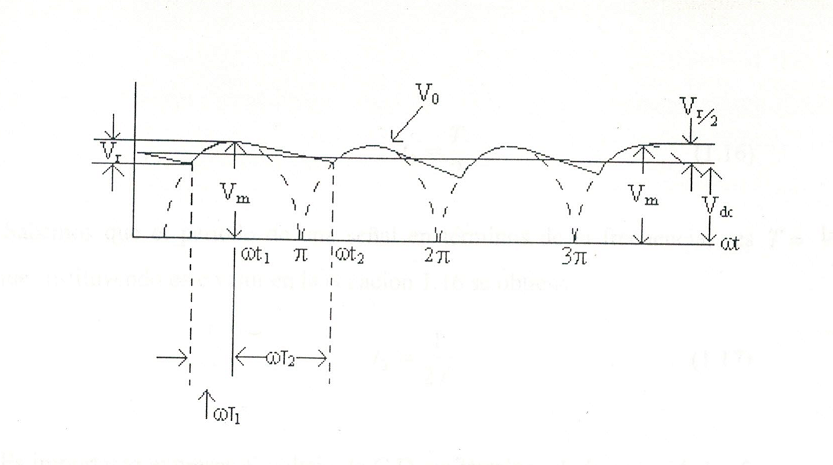 V₀
V_r/2
V_r
V_m
V_m
V_dc
ωt₁ π ωt₂ 2π 3π ωt
ωT₂
ωT₁